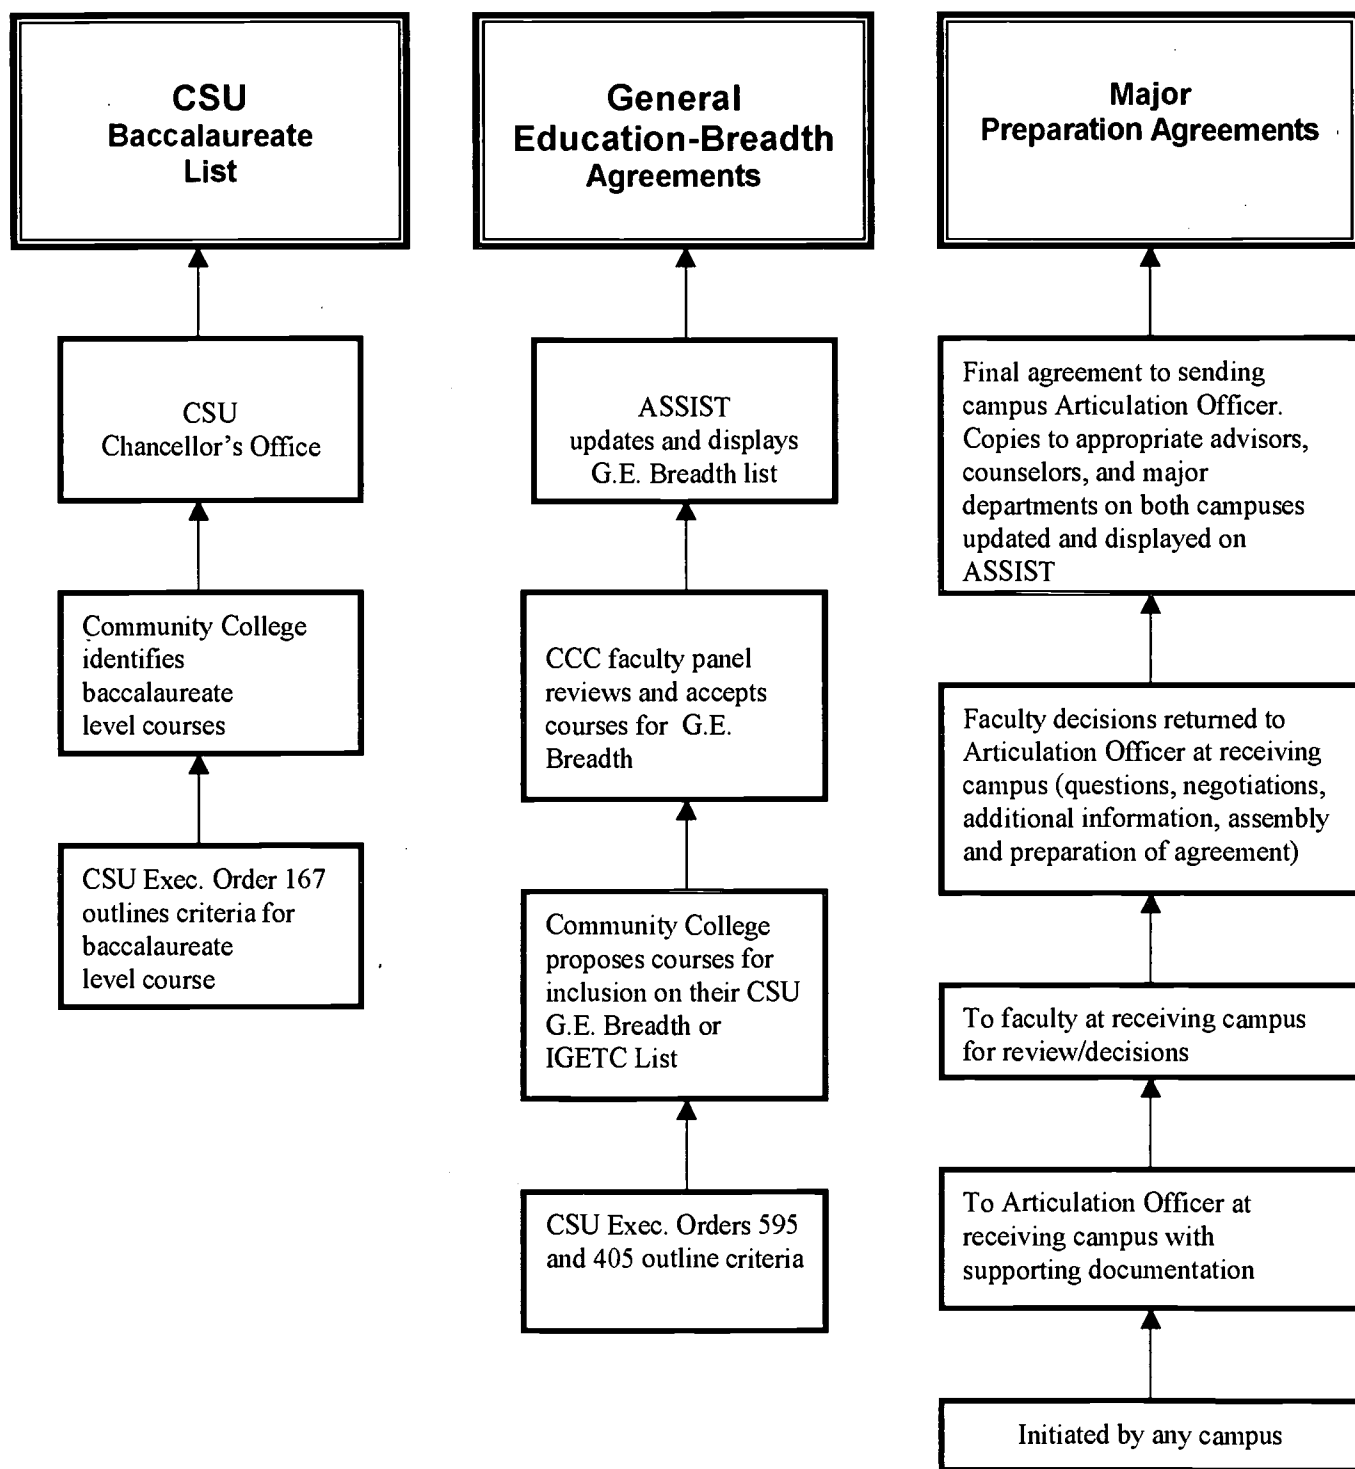 CSU
Baccalaureate
List
CSU
Chancellor's Office
Community College
identifies
baccalaureate
level courses
CSU Exec. Order 167
outlines criteria for
baccalaureate
level course
General
Education-Breadth
Agreements
ASSIST
updates and displays
G.E. Breadth list
CCC faculty panel
reviews and accepts
courses for G.E.
Breadth
Community College
proposes courses for
inclusion on their CSU
G.E. Breadth or
IGETC List
CSU Exec. Orders 595
and 405 outline criteria
Major
Preparation Agreements
Final agreement to sending
campus Articulation Officer.
Copies to appropriate advisors,
counselors, and major
departments on both campuses
updated and displayed on
ASSIST
Faculty decisions returned to
Articulation Officer at receiving
campus (questions, negotiations,
additional information, assembly
and preparation of agreement)
To faculty at receiving campus
for review/decisions
To Articulation Officer at
receiving campus with
supporting documentation
Initiated by any campus